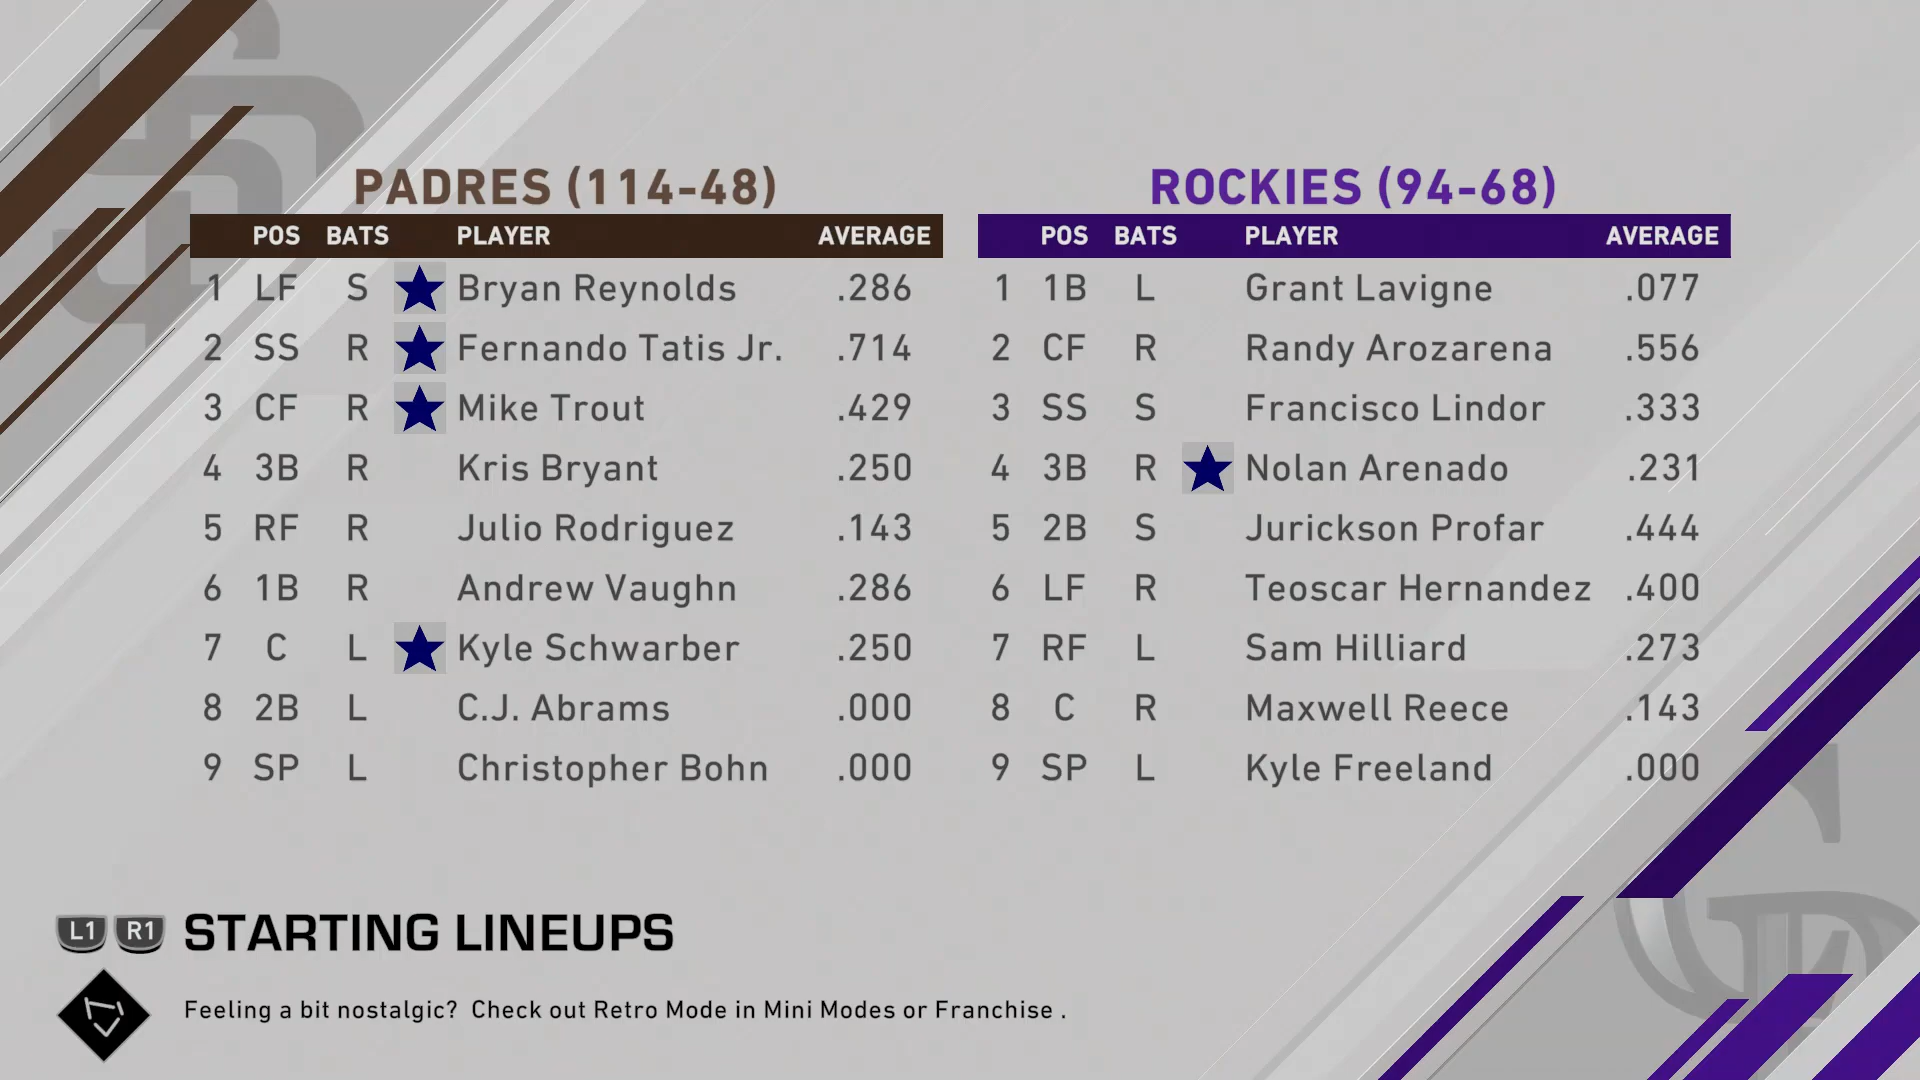 PADRES (114-48)
POS BATS PLAYER AVERAGE
1 LF S Bryan Reynolds .286
2 SS R Fernando Tatis Jr. .714
3 CF R Mike Trout .429
4 3B R Kris Bryant .250
5 RF R Julio Rodriguez .143
6 1B R Andrew Vaughn .286
7 C L Kyle Schwarber .250
8 2B L C.J. Abrams .000
9 SP L Christopher Bohn .000
ROCKIES (94-68)
POS BATS PLAYER AVERAGE
1 1B L Grant Lavigne .077
2 CF R Randy Arozarena .556
3 SS S Francisco Lindor .333
4 3B R Nolan Arenado .231
5 2B S Jurickson Profar .444
6 LF R Teoscar Hernandez .400
7 RF L Sam Hilliard .273
8 C R Maxwell Reece .143
9 SP L Kyle Freeland .000
L1 R1 STARTING LINEUPS
Feeling a bit nostalgic? Check out Retro Mode in Mini Modes or Franchise .